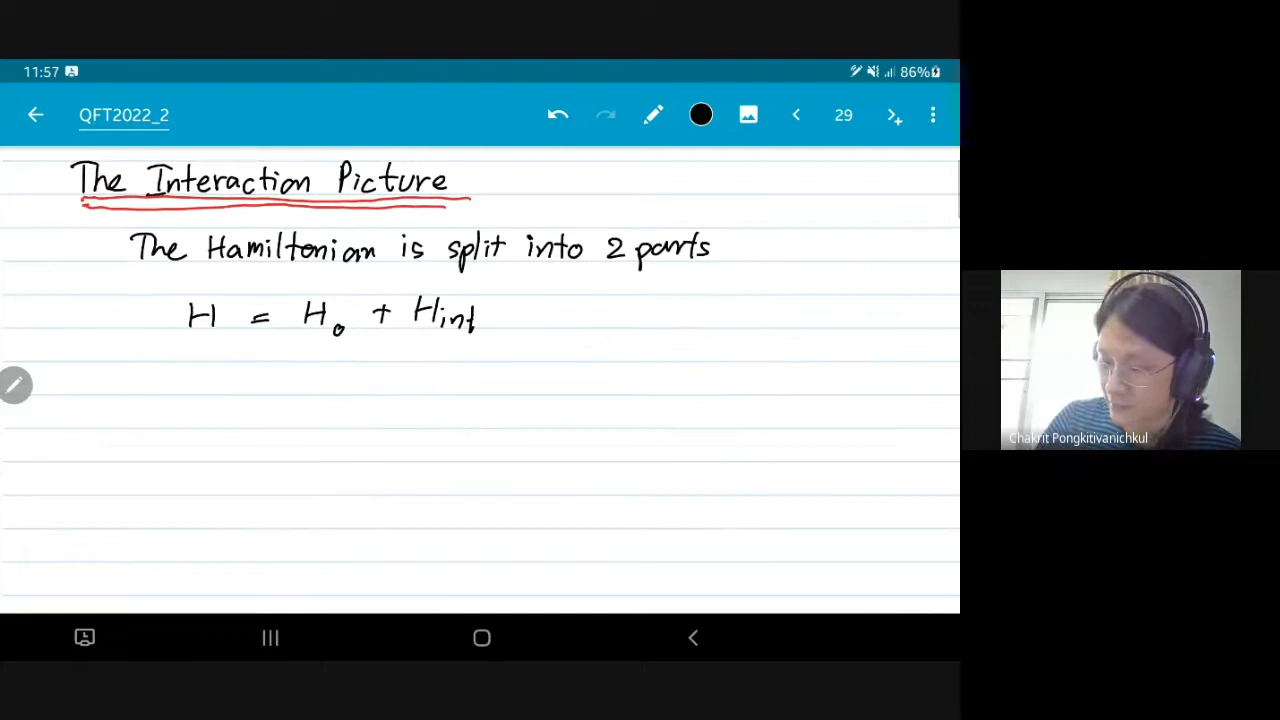 11:57 86%
QFT2022_2 29
The Interaction Picture
The Hamiltonian is split into 2 parts
H = H₀ + Hint
Chakrit Pongkitivanichkul